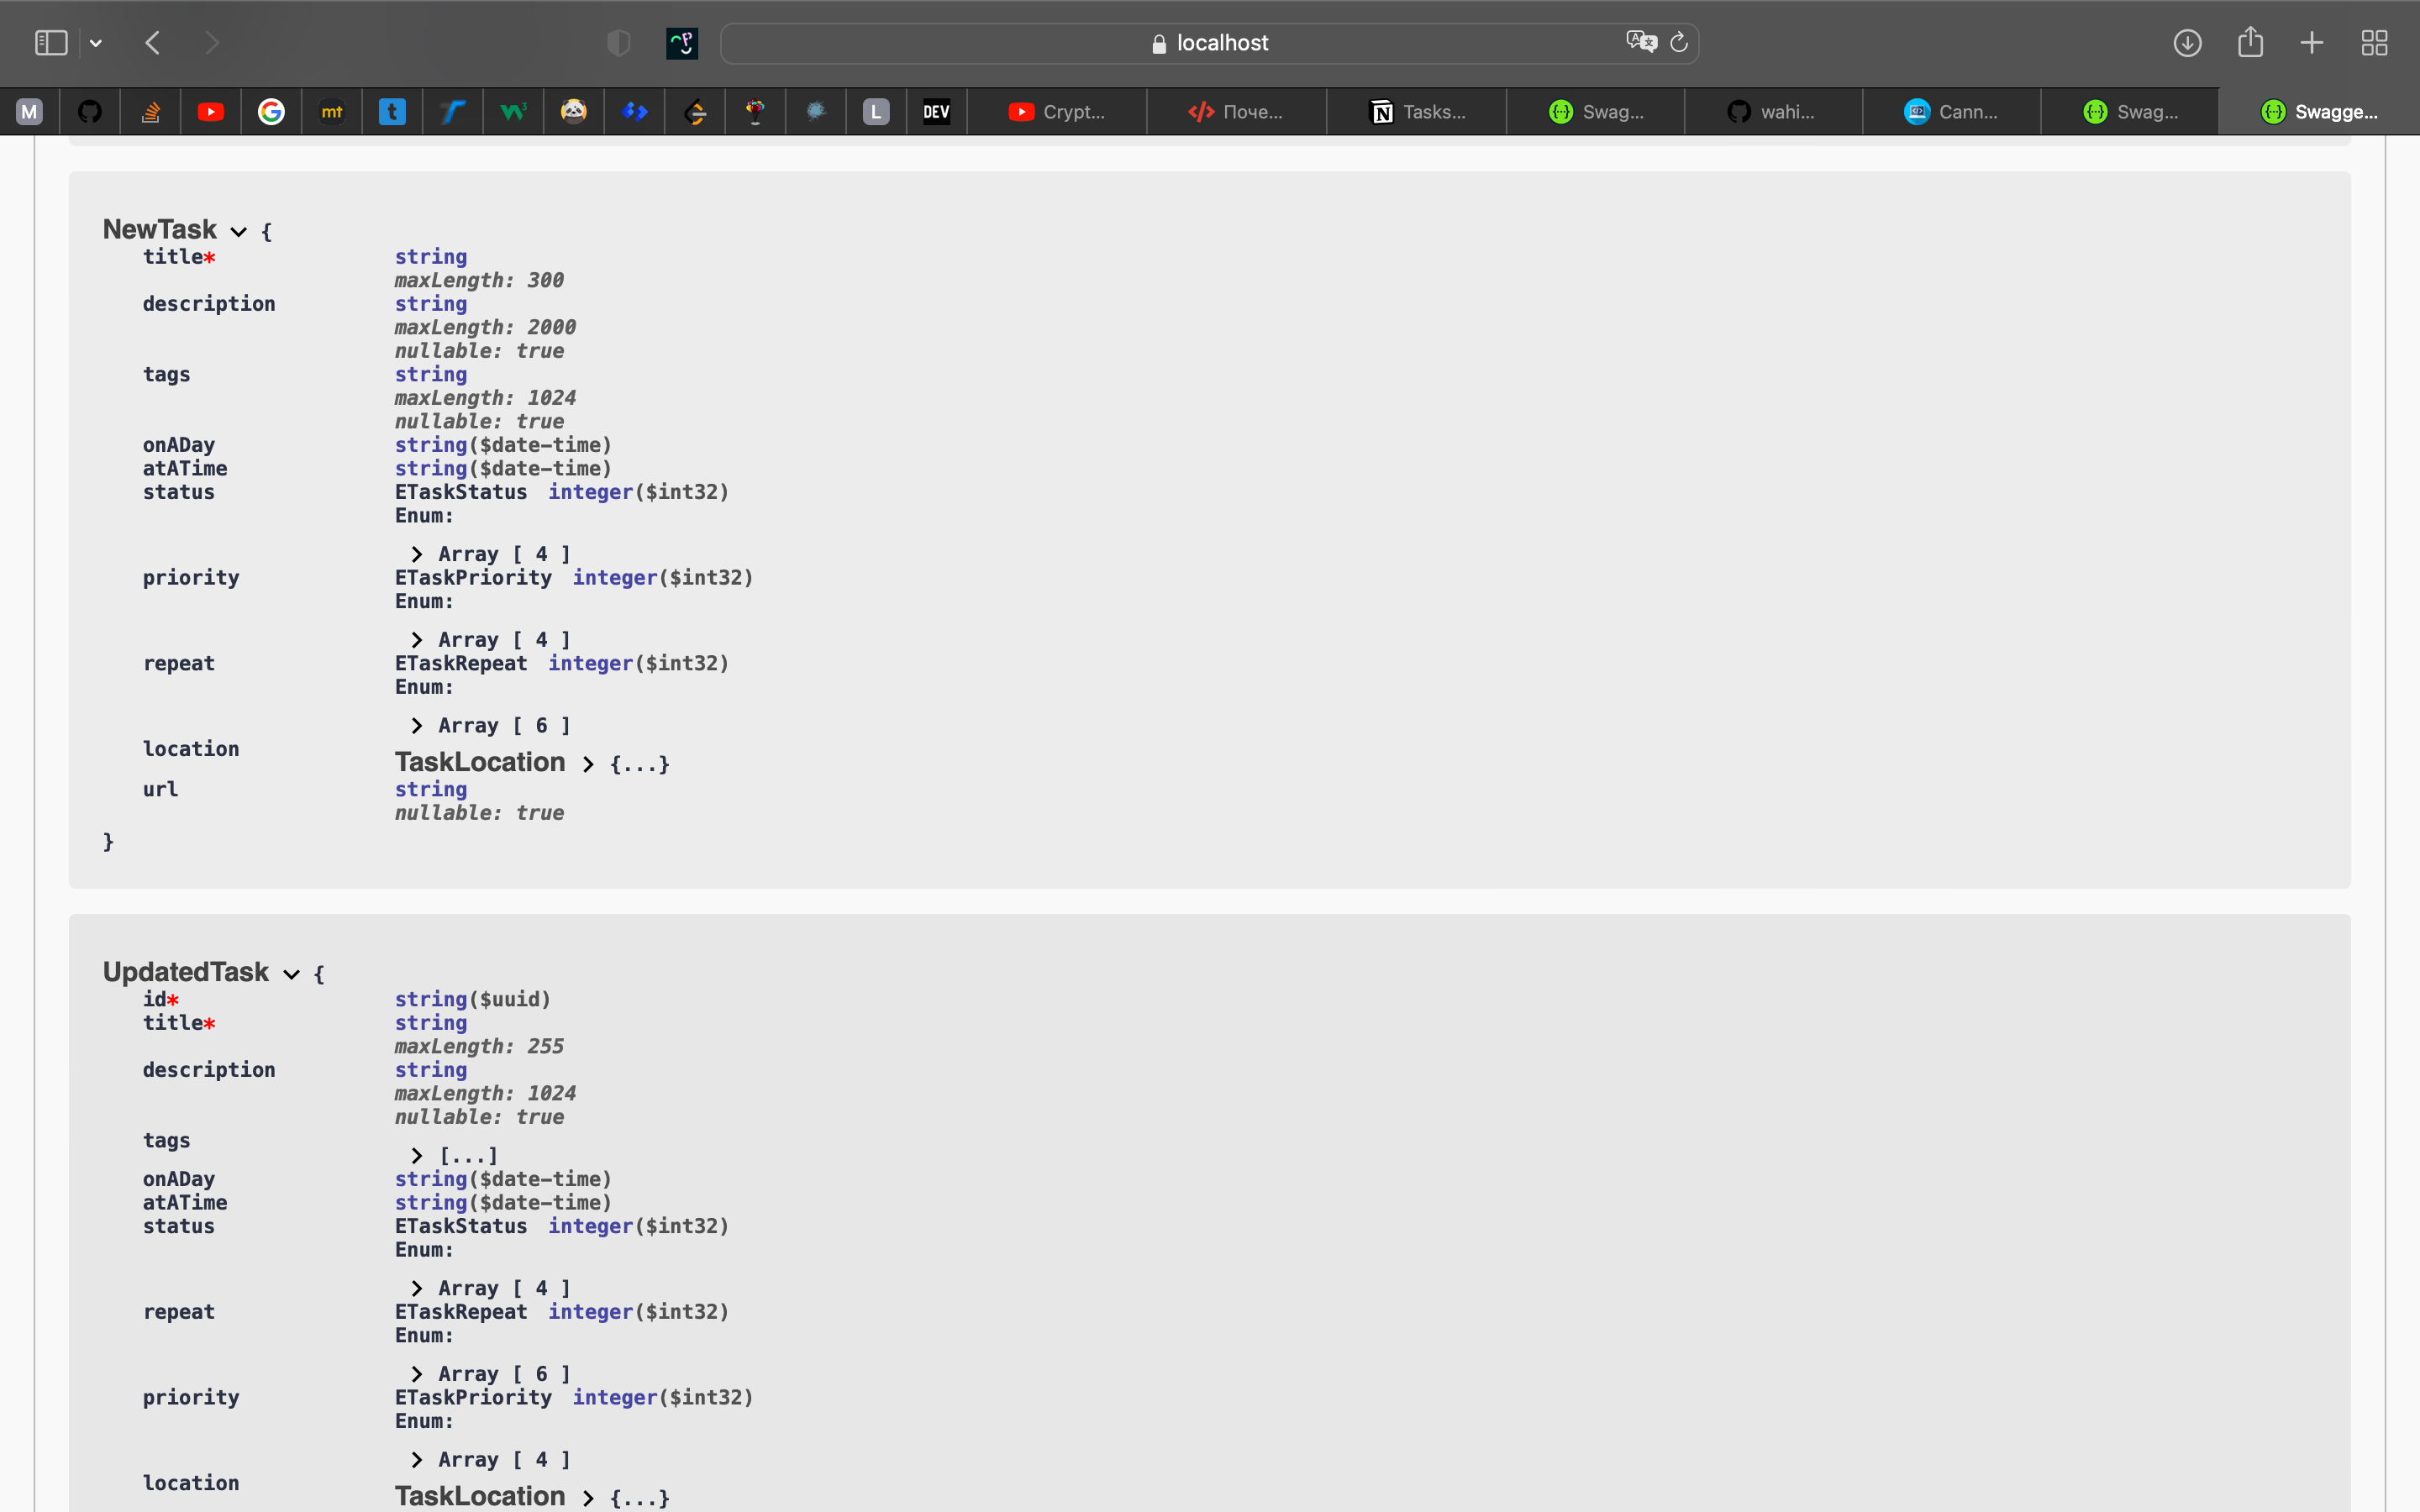 localhost
M
mt
t
L
DEV
Crypt...
Поче...
Tasks...
Swag...
wahi...
Cann...
Swag...
Swagge...
NewTask {
title* string
maxLength: 300
description string
maxLength: 2000
nullable: true
tags string
maxLength: 1024
nullable: true
onADay string($date-time)
atATime string($date-time)
status ETaskStatus integer($int32)
Enum:
Array [ 4 ]
priority ETaskPriority integer($int32)
Enum:
Array [ 4 ]
repeat ETaskRepeat integer($int32)
Enum:
Array [ 6 ]
location TaskLocation {...}
url string
nullable: true
}
UpdatedTask {
id* string($uuid)
title* string
maxLength: 255
description string
maxLength: 1024
nullable: true
tags [...]
onADay string($date-time)
atATime string($date-time)
status ETaskStatus integer($int32)
Enum:
Array [ 4 ]
repeat ETaskRepeat integer($int32)
Enum:
Array [ 6 ]
priority ETaskPriority integer($int32)
Enum:
Array [ 4 ]
location TaskLocation {...}